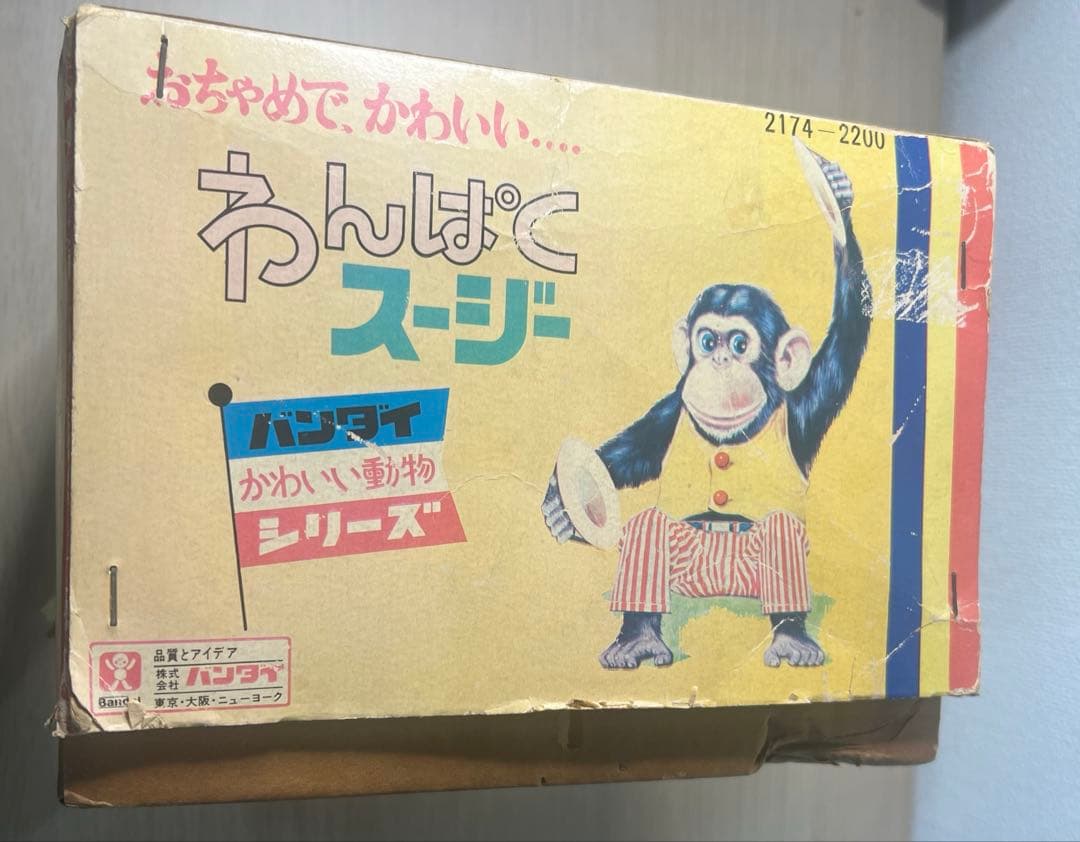 おちゃめで、かわいい....
2174-2200
わんぱく
スージー
バンダイ
かわいい動物
シリーズ
品質とアイデア
株式会社 バンダイ
東京・大阪・ニューヨーク
Bandai